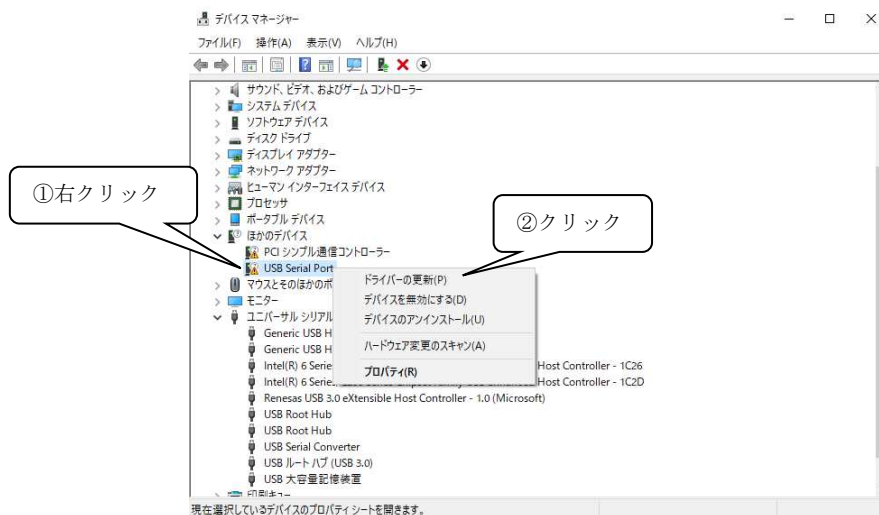 デバイス マネージャー
ファイル(F) 操作(A) 表示(V) ヘルプ(H)
サウンド、ビデオ、およびゲーム コントローラー
システム デバイス
ソフトウェア デバイス
ディスク ドライブ
ディスプレイ アダプター
ネットワーク アダプター
ヒューマン インターフェイス デバイス
プロセッサ
ポータブル デバイス
ほかのデバイス
PCI シンプル通信コントローラー
USB Serial Port
マウスとそのほかのポ
モニター
ユニバーサル シリアル
Generic USB H
Generic USB H
Intel(R) 6 Serie Host Controller - 1C26
Intel(R) 6 Series Host Controller - 1C2D
Renesas USB 3.0 eXtensible Host Controller - 1.0 (Microsoft)
USB Root Hub
USB Root Hub
USB Serial Converter
USB ルート ハブ (USB 3.0)
USB 大容量記憶装置
印刷キュー
現在選択しているデバイスのプロパティ シートを開きます。
①右クリック
②クリック
ドライバーの更新(P)
デバイスを無効にする(D)
デバイスのアンインストール(U)
ハードウェア変更のスキャン(A)
プロパティ(R)